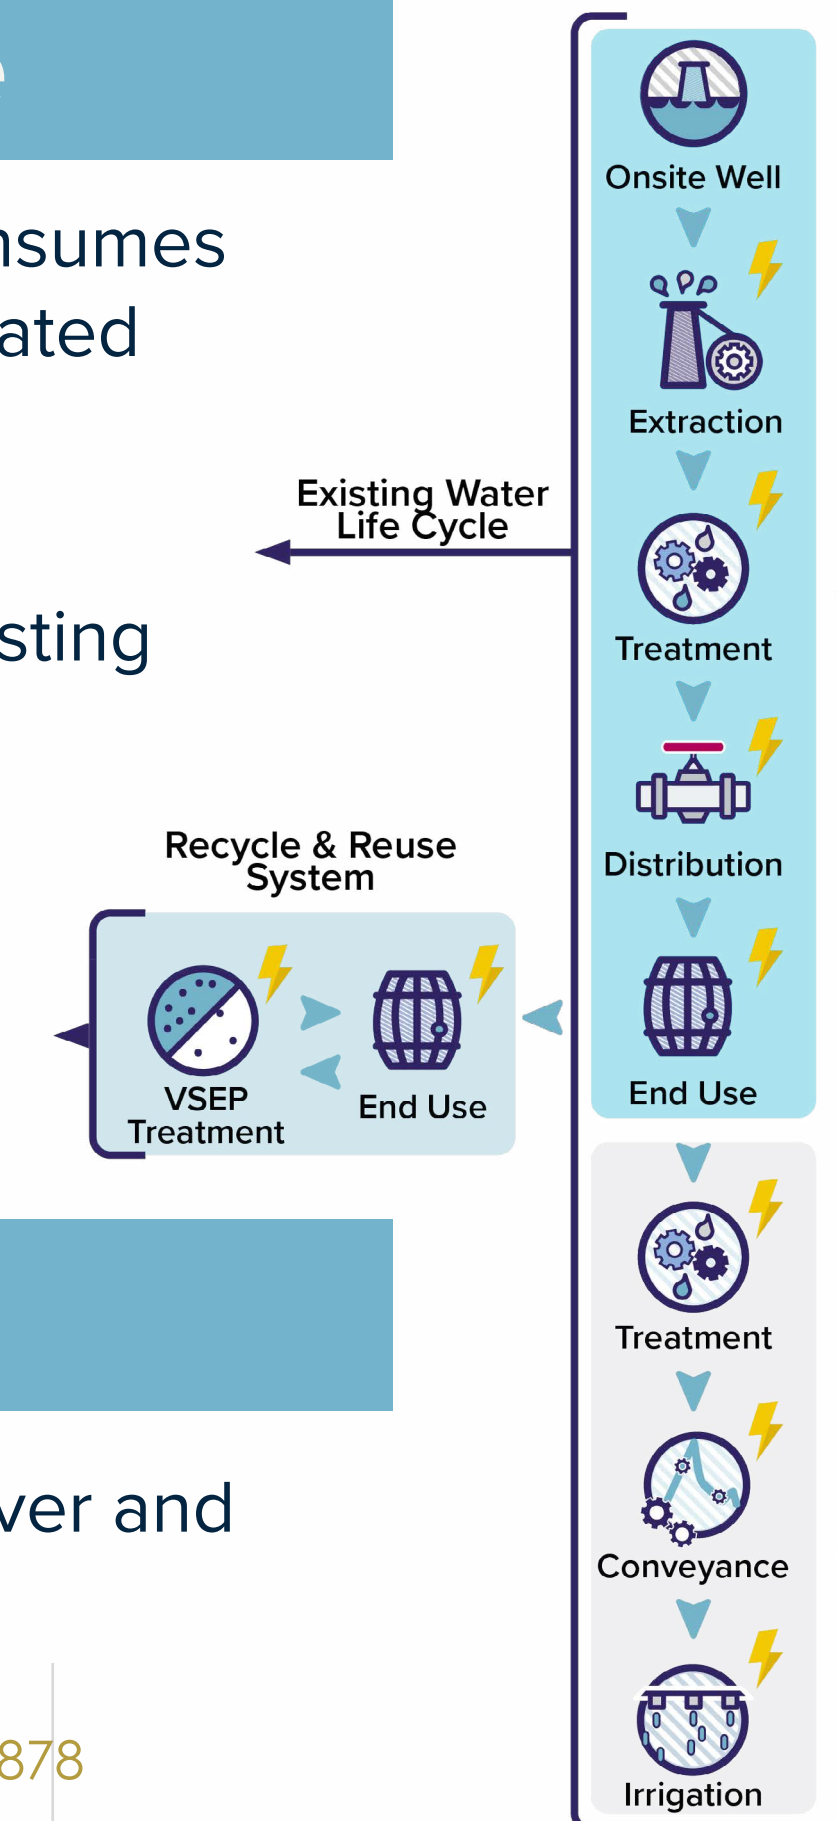 e
nsumes
ated
sting
Existing Water
Life Cycle
Recycle & Reuse
System
VSEP
Treatment
End Use
ver and
878
Onsite Well
Extraction
Treatment
Distribution
End Use
Treatment
Conveyance
Irrigation